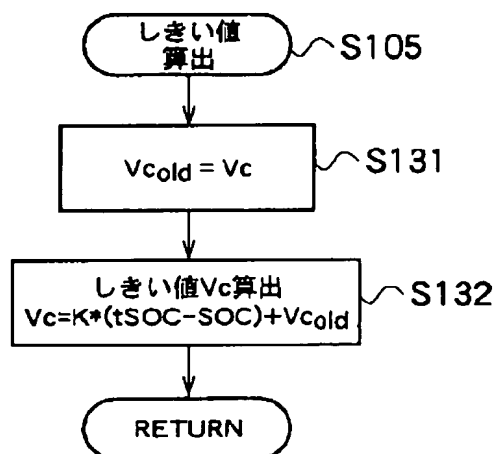 しきい値
算出
S105
Vcold = Vc
S131
しきい値Vc算出
Vc=K*(tSOC-SOC)+Vcold
S132
RETURN